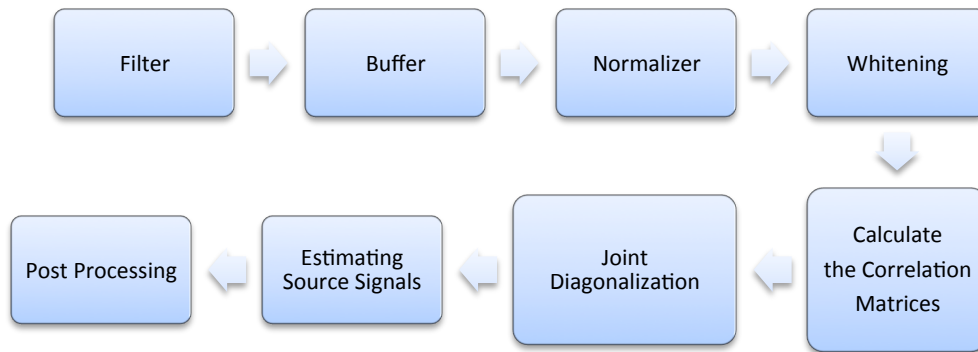 Filter
Buffer
Normalizer
Whitening
Calculate
the Correlation
Matrices
Joint
Diagonalization
Estimating
Source Signals
Post Processing